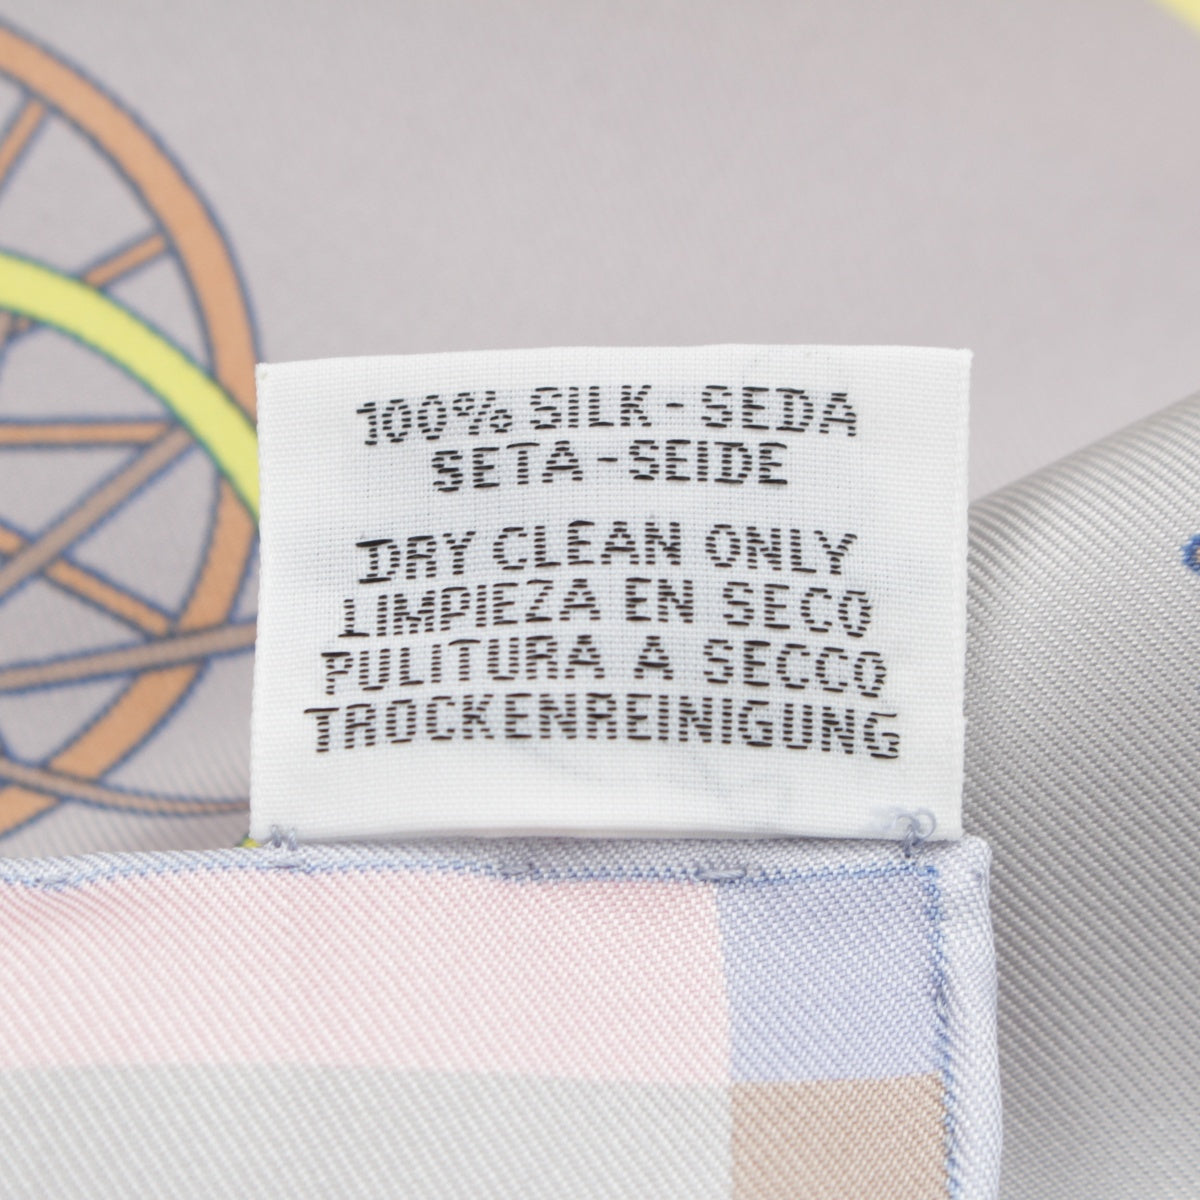 100% SILK - SEDA
SETA - SEIDE
DRY CLEAN ONLY
LIMPIEZA EN SECO
PULITURA A SECCO
TROCKENREINIGUNG